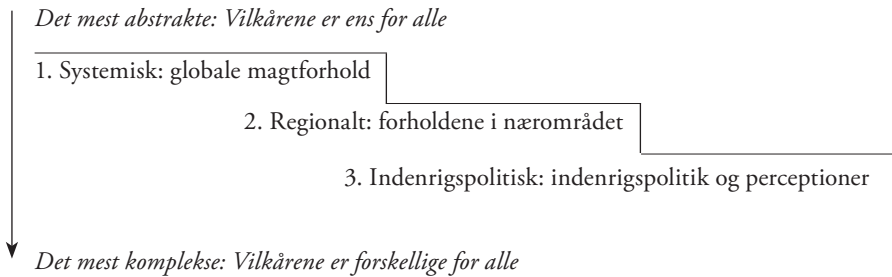 Det mest abstrakte: Vilkårene er ens for alle
1. Systemisk: globale magtforhold
2. Regionalt: forholdene i nærområdet
3. Indenrigspolitisk: indenrigspolitik og perceptioner
Det mest komplekse: Vilkårene er forskellige for alle